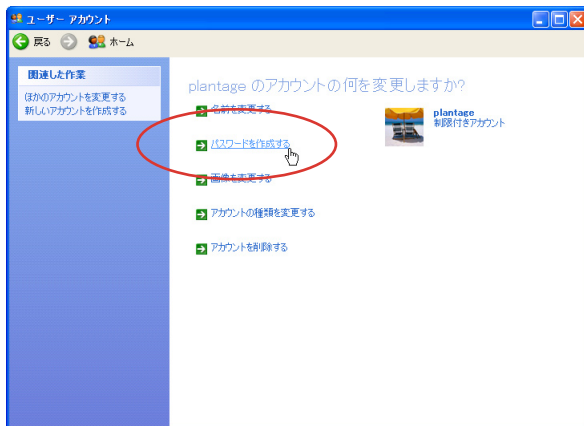 ユーザー アカウント
戻る
ホーム
関連した作業
ほかのアカウントを変更する
新しいアカウントを作成する
plantage のアカウントの何を変更しますか?
名前を変更する
パスワードを作成する
画像を変更する
アカウントの種類を変更する
アカウントを削除する
plantage
制限付きアカウント